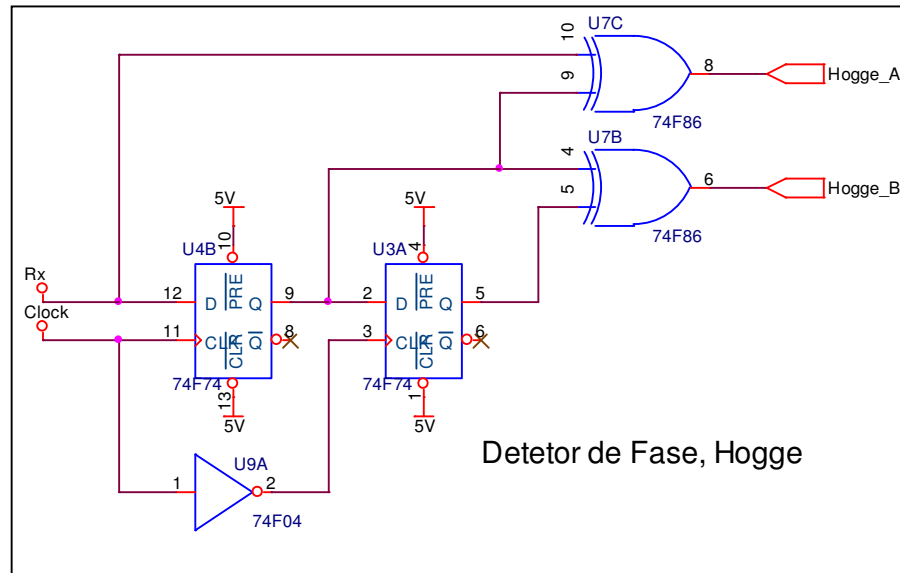 U7C
10
9
8
Hogge_A
74F86
U7B
4
5
6
Hogge_B
74F86
5V
5V
10
4
U4B
U3A
Rx
12
D
PRE
Q
9
2
D
PRE
Q
5
Clock
11
CLK
CLR
Q
8
3
CLK
CLR
Q
6
74F74
13
74F74
1
5V
5V
Detetor de Fase, Hogge
U9A
1
2
74F04